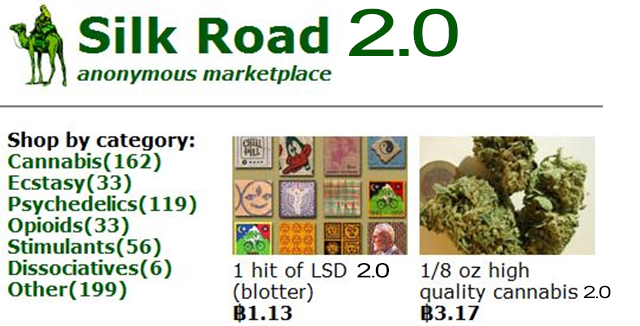 Silk Road 2.0
anonymous marketplace
Shop by category:
Cannabis(162)
Ecstasy(33)
Psychedelics(119)
Opioids(33)
Stimulants(56)
Dissociatives(6)
Other(199)
CHILL PILL
1 hit of LSD 2.0
(blotter)
฿1.13
1/8 oz high
quality cannabis 2.0
฿3.17